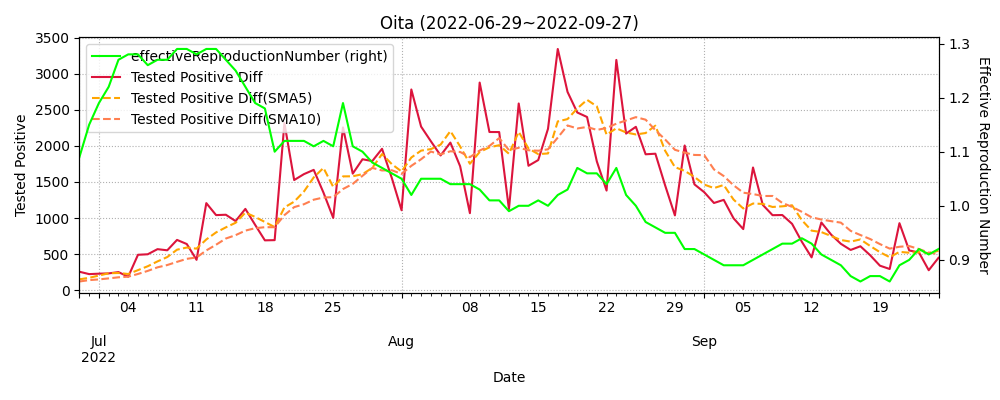 Oita (2022-06-29~2022-09-27)
effectiveReproductionNumber (right)
Tested Positive Diff
Tested Positive Diff(SMA5)
Tested Positive Diff(SMA10)
Tested Positive
3500
3000
2500
2000
1500
1000
500
0
1.3
1.2
1.1
1.0
0.9
Effective Reproduction Number
04 11 18 25 08 15 22 29 05 12 19
Jul Aug Sep
2022
Date